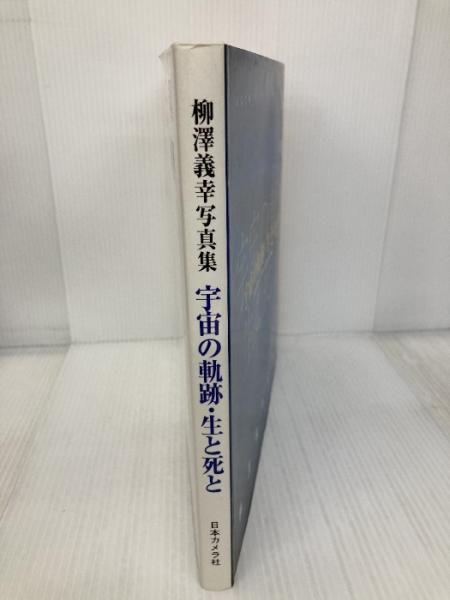 柳澤義幸写真集
宇宙の軌跡・生と死と
日本カメラ社